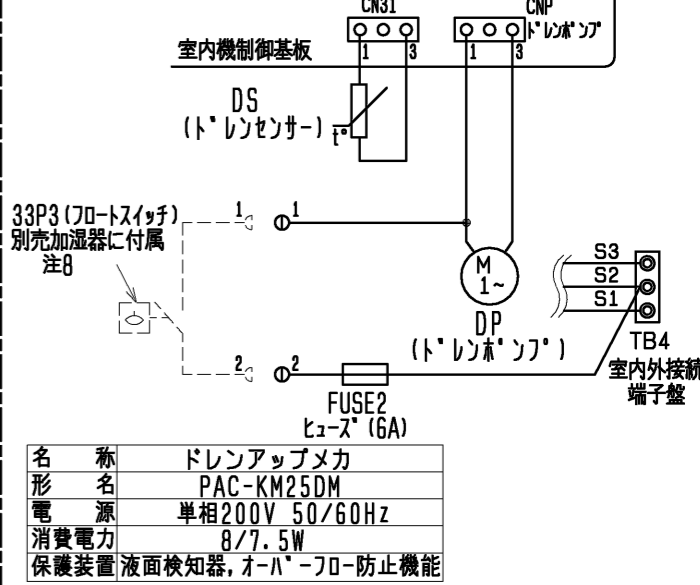 CN31 CNP
ドレンポンプ
室内機制御基板
1 3 1 3
DS
(ドレンセンサー)
t°
33P3(フロートスイッチ)
別売加湿器に付属
注8
1 1
M
1~
DP
(ドレンポンプ)
S3
S2
S1
TB4
室内外接続
端子盤
2 2
FUSE2
ヒューズ(6A)
名 称 ドレンアップメカ
形 名 PAC-KM25DM
電 源 単相200V 50/60Hz
消費電力 8/7.5W
保護装置 液面検知器,オーバーフロー防止機能